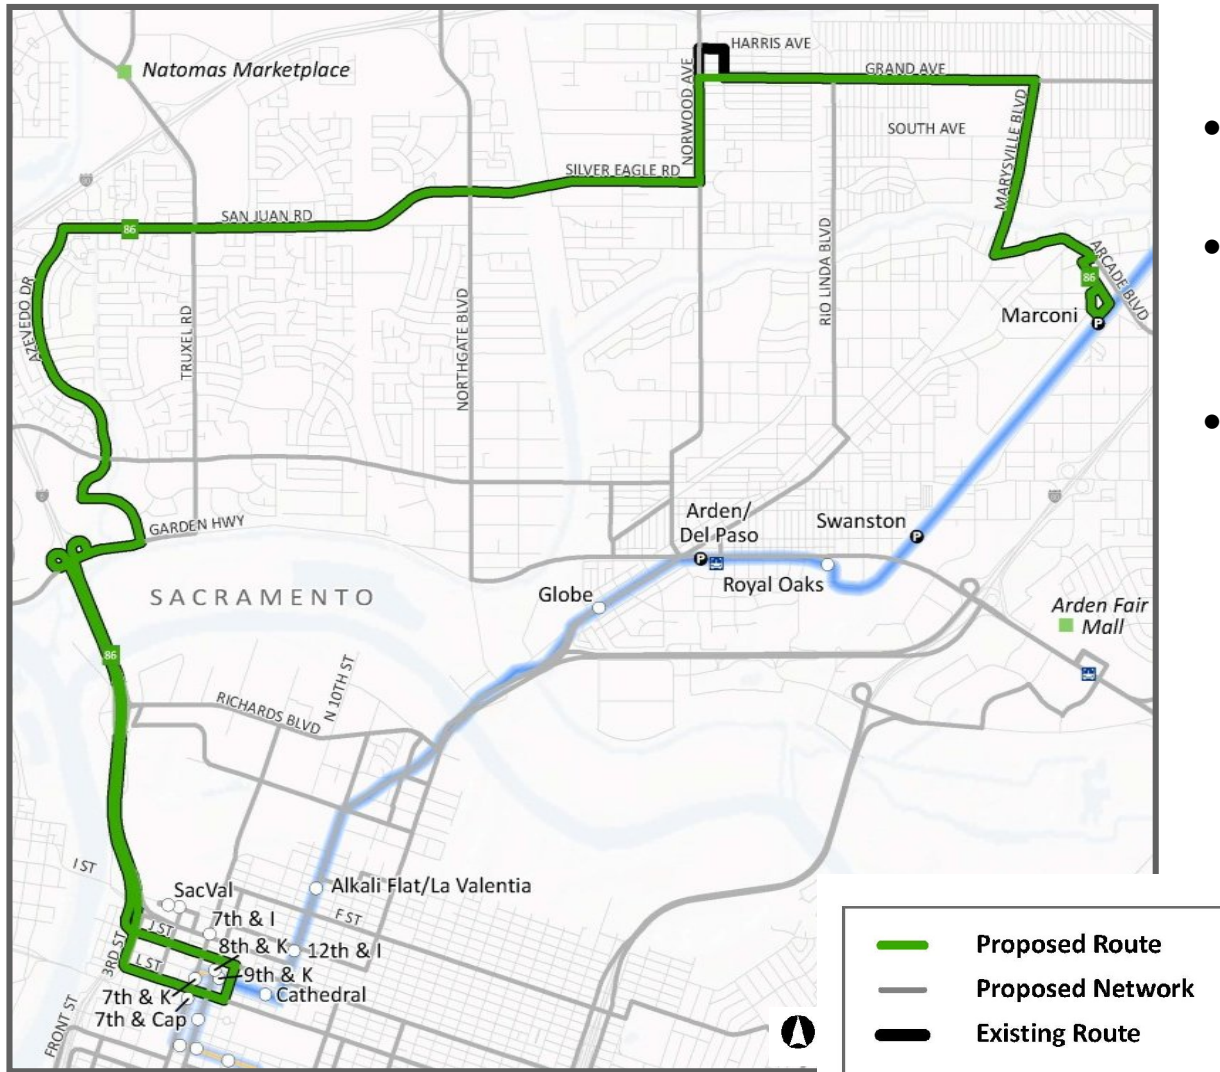 HARRIS AVE
Natomas Marketplace
GRAND AVE
NORWOOD AVE
MARYSVILLE BLVD
SOUTH AVE
SILVER EAGLE RD
SAN JUAN RD
86
ARCADE BLVD
86
AZEVEDO DR
TRUXEL RD
NORTHGATE BLVD
RIO LINDA BLVD
Marconi
P
GARDEN HWY
Arden/
Del Paso
P
Swanston
P
Royal Oaks
SACRAMENTO
Globe
Arden Fair
Mall
86
RICHARDS BLVD
N 10TH ST
I ST
SacVal
Alkali Flat/La Valentia
7th & I
F ST
J ST
8th & K
12th & I
3RD ST
L ST
9th & K
7th & K
Cathedral
7th & Cap
FRONT ST
Proposed Route
Proposed Network
Existing Route